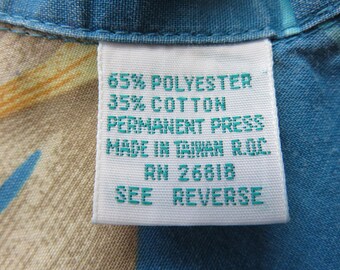 65% POLYESTER
35% COTTON
PERMANENT PRESS
MADE IN TAIWAN R.O.C.
RN 26818
SEE REVERSE